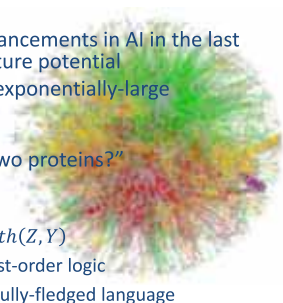 ancements in AI in the last
ture potential
exponentially-large
wo proteins?”
th(Z,Y)
st-order logic
ully-fledged language